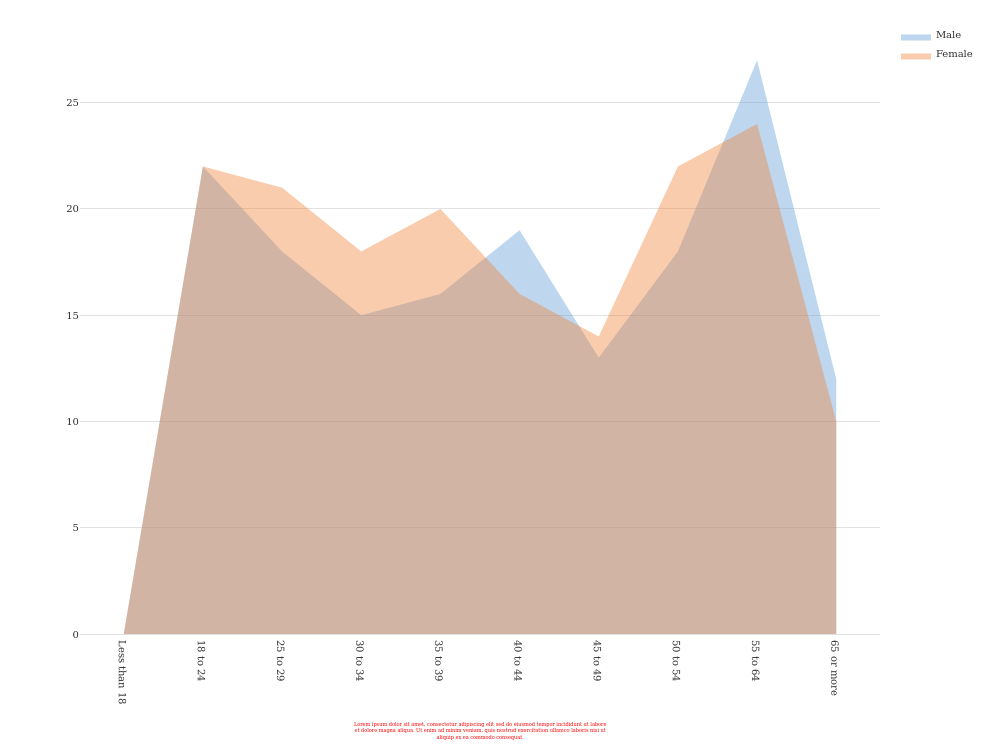 Male
Female
25
20
15
10
5
0
Less than 18
18 to 24
25 to 29
30 to 34
35 to 39
40 to 44
45 to 49
50 to 54
55 to 64
65 or more
Lorem ipsum dolor sit amet, consectetur adipiscing elit sed do eiusmod tempor incididunt ut labore
et dolore magna aliqua. Ut enim ad minim veniam, quis nostrud exercitation ullamco laboris nisi ut
aliquip ex ea commodo consequat.